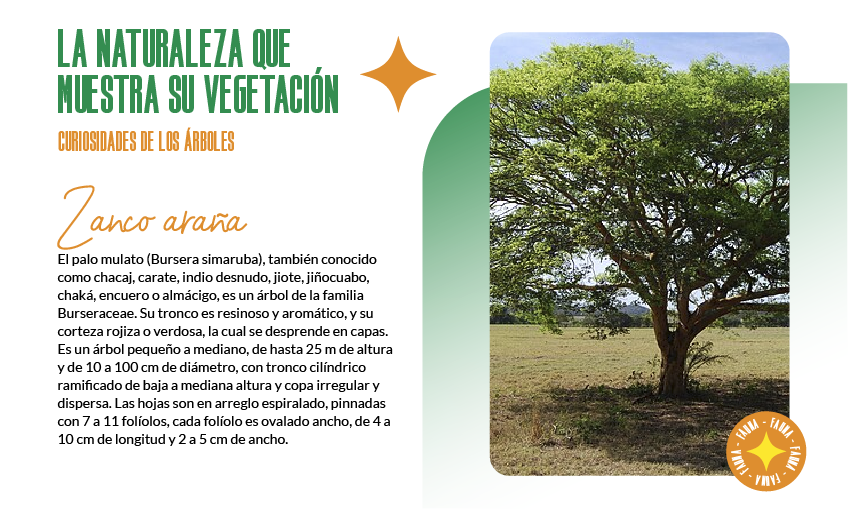 LA NATURALEZA QUE
MUESTRA SU VEGETACIÓN
CURIOSIDADES DE LOS ÁRBOLES
Zanco araña
El palo mulato (Bursera simaruba), también conocido
como chacaj, carate, indio desnudo, jiote, jiñocuabo,
chaká, encuero o almácigo, es un árbol de la familia
Burseraceae. Su tronco es resinoso y aromático, y su
corteza rojiza o verdosa, la cual se desprende en capas.
Es un árbol pequeño a mediano, de hasta 25 m de altura
y de 10 a 100 cm de diámetro, con tronco cilíndrico
ramificado de baja a mediana altura y copa irregular y
dispersa. Las hojas son en arreglo espiralado, pinnadas
con 7 a 11 folíolos, cada folíolo es ovalado ancho, de 4 a
10 cm de longitud y 2 a 5 cm de ancho.
FAUNA - FAUNA - FAUNA - FAUNA -